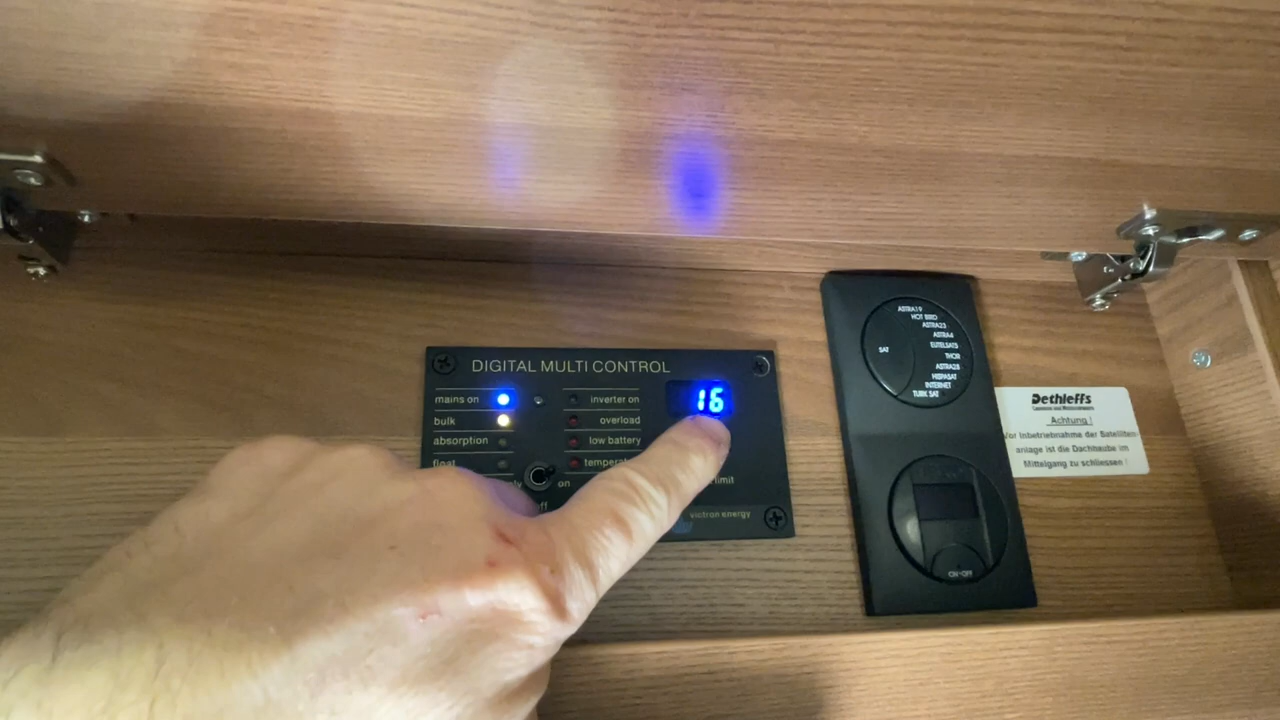 DIGITAL MULTI CONTROL
mains on
bulk
absorption
float
on
inverter on
overload
low battery
16
limit
victron energy
ASTRA19
HOT BIRD
ASTRA23
ASTRA4
EUTELSAT5
THOR
ASTRA28
HISPASAT
INTERNET
TURK SAT
SAT
ON-OFF
Dethleffs
Achtung !
Vor Inbetriebnahme der Satelliten-
anlage ist die Dachhaube im
Mittelgang zu schliessen !